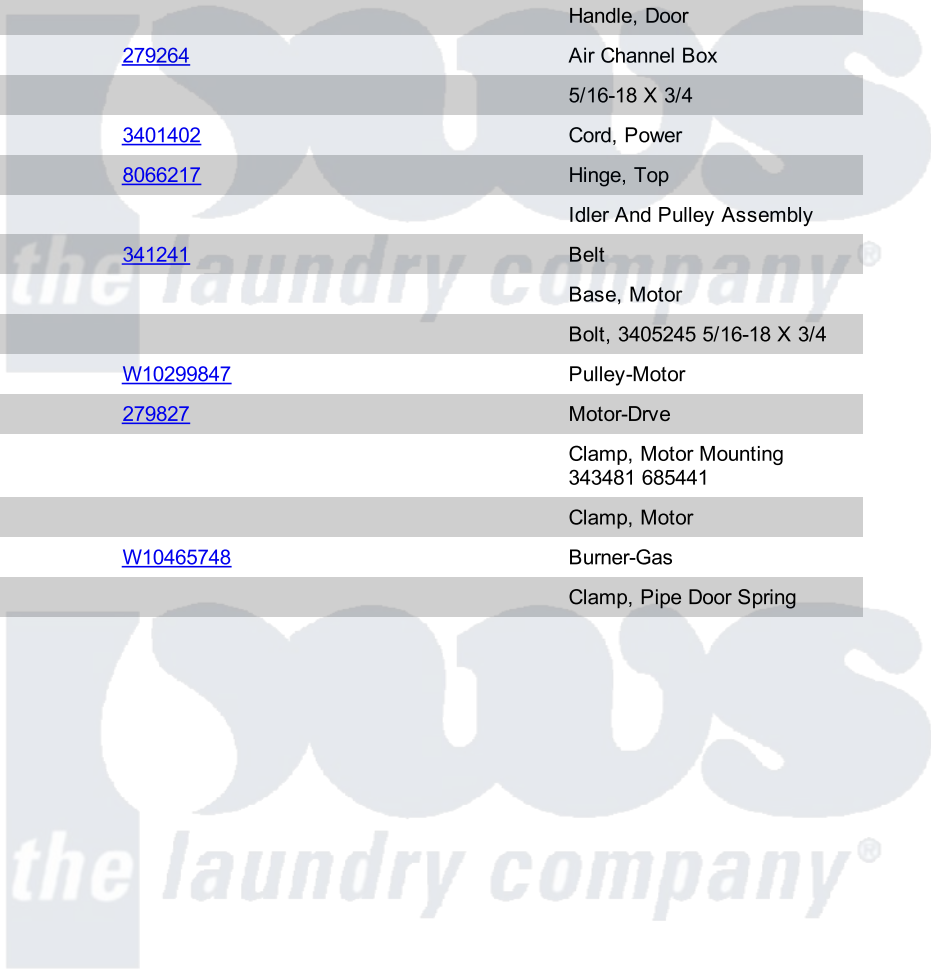 Handle, Door
279264 Air Channel Box
5/16-18 X 3/4
3401402 Cord, Power
8066217 Hinge, Top
Idler And Pulley Assembly
341241 Belt
Base, Motor
Bolt, 3405245 5/16-18 X 3/4
W10299847 Pulley-Motor
279827 Motor-Drve
Clamp, Motor Mounting
343481 685441
Clamp, Motor
W10465748 Burner-Gas
Clamp, Pipe Door Spring
pws
the laundry company®
pws
the laundry company®